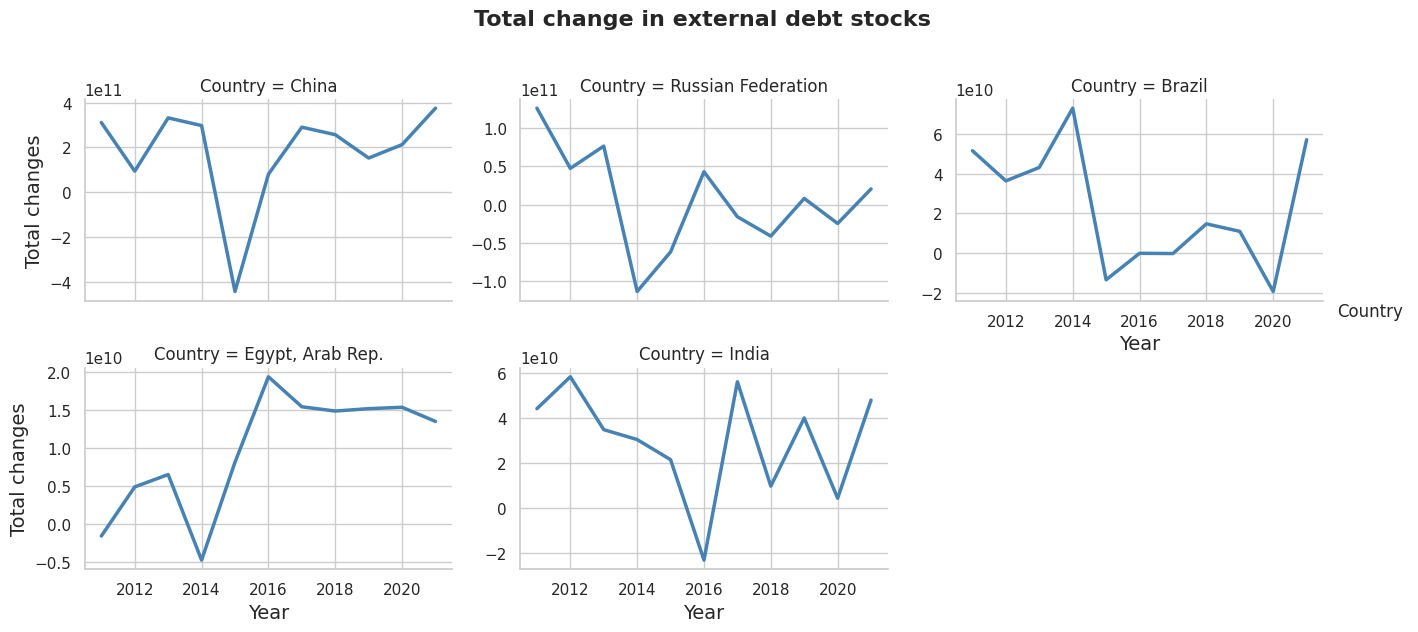 Total change in external debt stocks
1e11
Country = China
4
2
0
−2
−4
Total changes
1e11
Country = Russian Federation
1.0
0.5
0.0
−0.5
−1.0
1e10
Country = Brazil
6
4
2
0
−2
2012 2014 2016 2018 2020
Year
Country
1e10
Country = Egypt, Arab Rep.
2.0
1.5
1.0
0.5
0.0
−0.5
Total changes
2012 2014 2016 2018 2020
Year
1e10
Country = India
6
4
2
0
−2
2012 2014 2016 2018 2020
Year